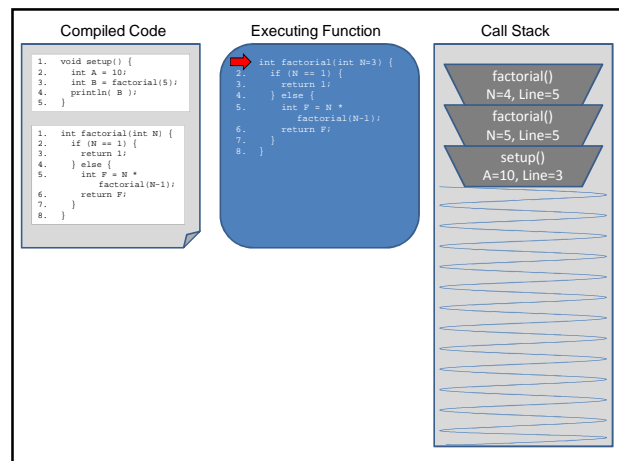 Compiled Code
1. void setup() {
2. int A = 10;
3. int B = factorial(5);
4. println( B );
5. }
1. int factorial(int N) {
2. if (N == 1) {
3. return 1;
4. } else {
5. int F = N *
factorial(N-1);
6. return F;
7. }
8. }
Executing Function
int factorial(int N=3) {
2. if (N == 1) {
3. return 1;
4. } else {
5. int F = N *
factorial(N-1);
6. return F;
7. }
8. }
Call Stack
factorial()
N=4, Line=5
factorial()
N=5, Line=5
setup()
A=10, Line=3